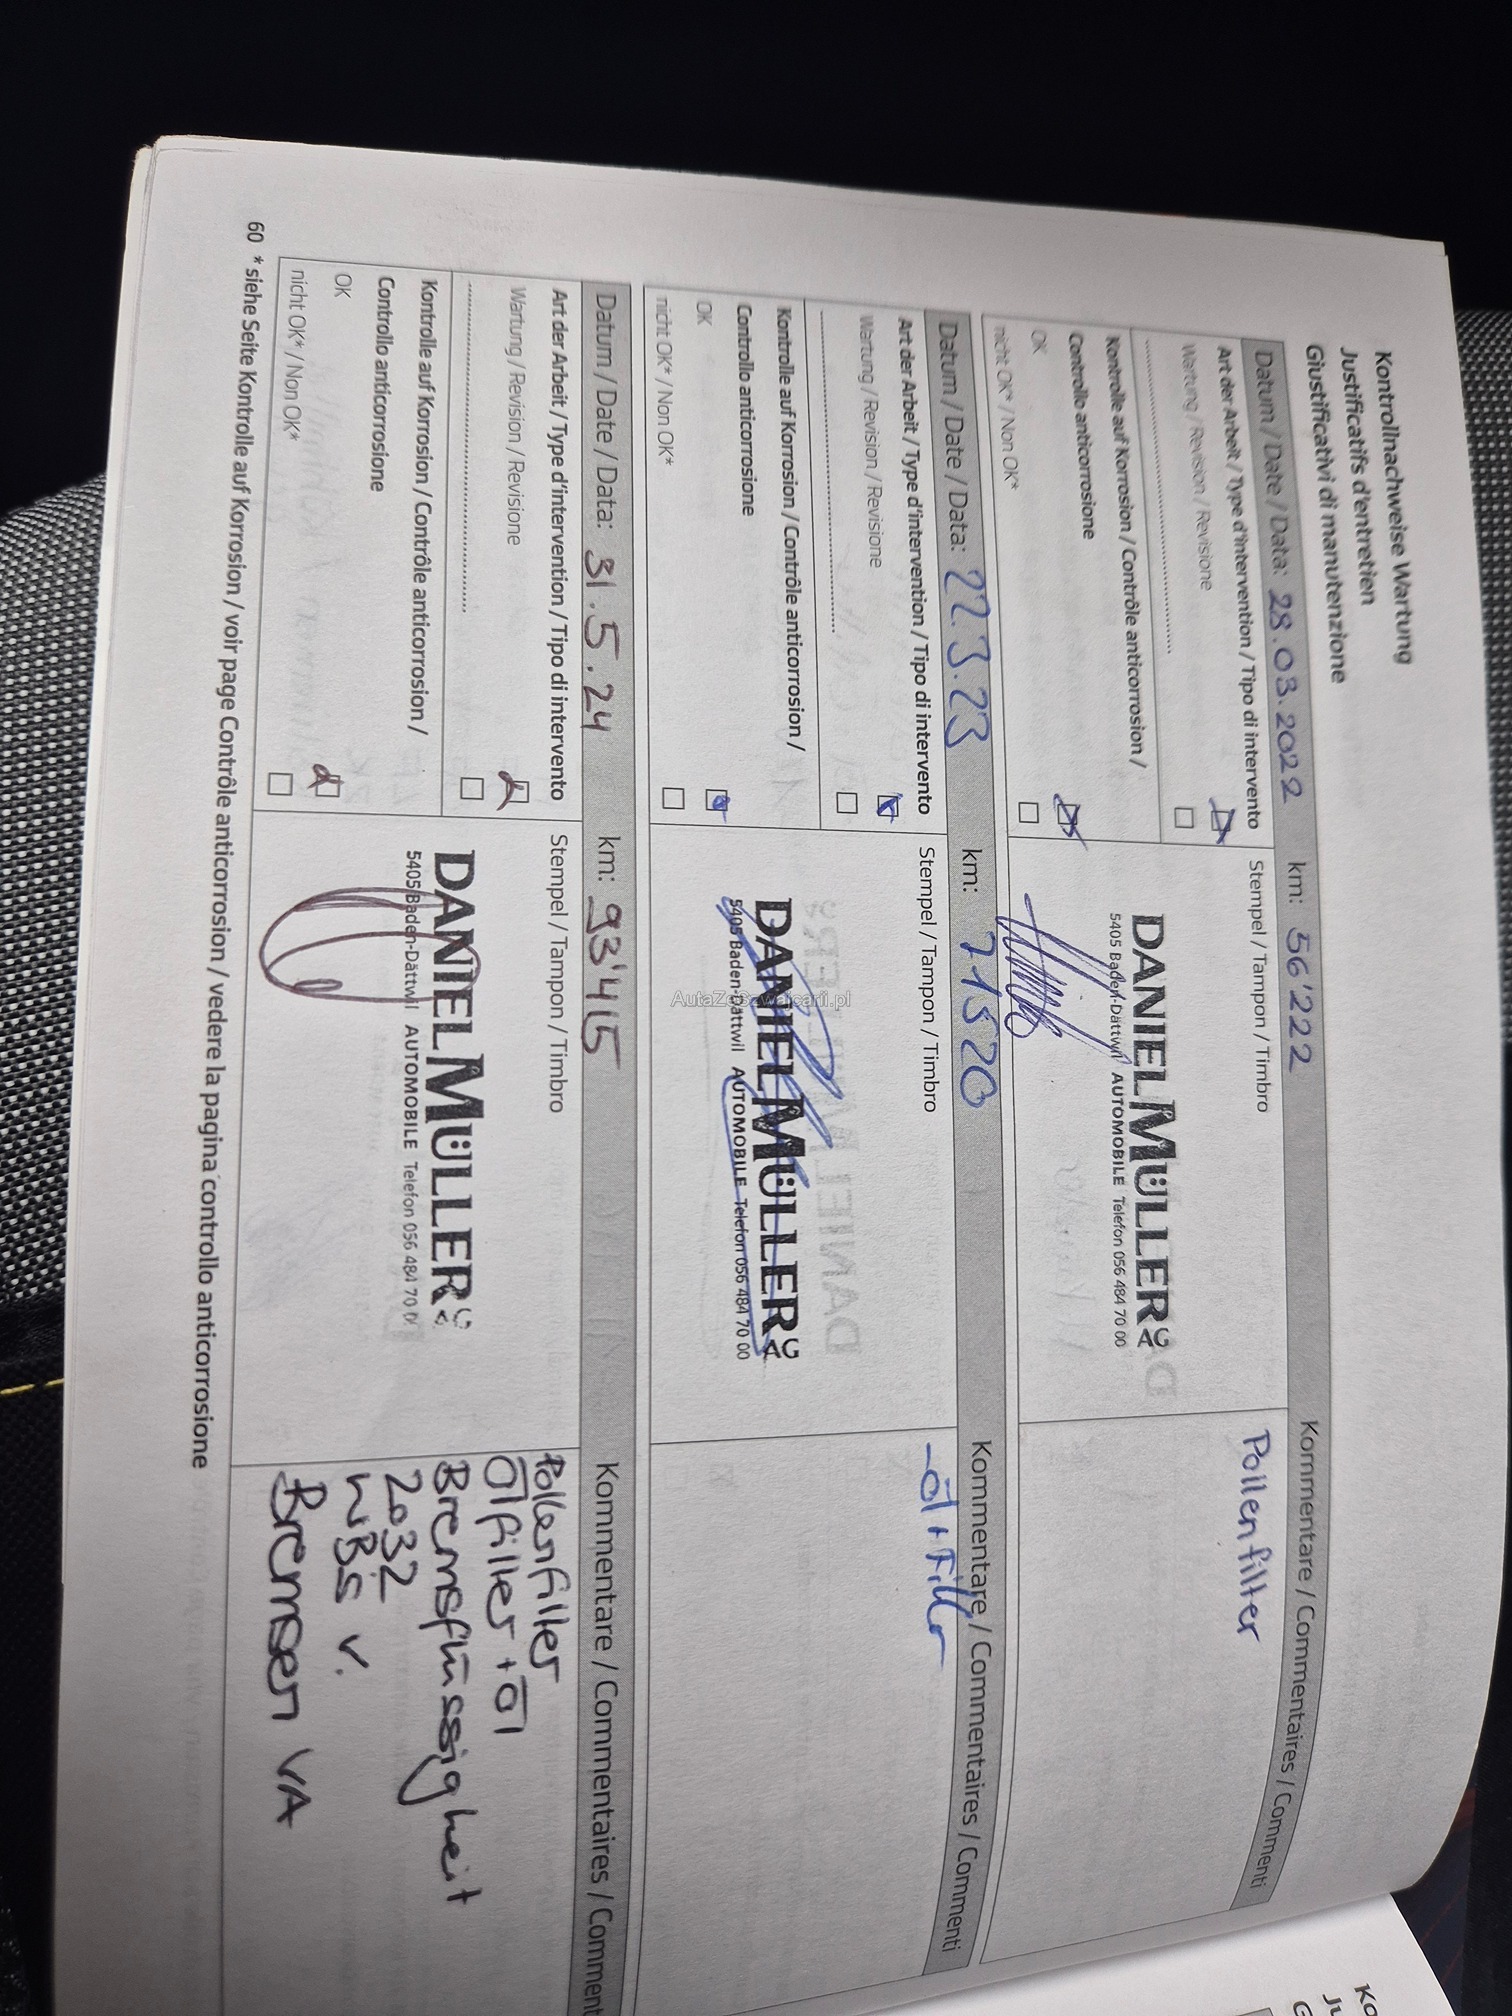 Kontrollnachweise Wartung
Justificatifs d'entretien
Giustificativi di manutenzione
Datum / Date / Data: 28.03.2022 km: 56'222 Kommentare / Commentaires / Commenti
Art der Arbeit / Type d'intervention / Tipo di intervento
Stempel / Tampon / Timbro
Pollenfilter
Wartung / Revision / Revisione
Kontrolle auf Korrosion / Contrôle anticorrosion /
Controllo anticorrosione
OK
nicht OK* / Non OK*
DANIEL MÜLLER AG
5405 Baden-Dättwil AUTOMOBILE Telefon 056 484 70 00
Datum / Date / Data: 22.3.23 km: 71520 Kommentare / Commentaires / Commenti
Art der Arbeit / Type d'intervention / Tipo di intervento
Stempel / Tampon / Timbro
-Öl + Filter
Wartung / Revision / Revisione
Kontrolle auf Korrosion / Contrôle anticorrosion /
Controllo anticorrosione
OK
nicht OK* / Non OK*
DANIEL MÜLLER AG
5405 Baden-Dättwil AUTOMOBILE Telefon 056 484 70 00
AutaZeSzwajcarii.pl
Datum / Date / Data: 31.5.24 km: 93'415 Kommentare / Commentaires / Comment
Art der Arbeit / Type d'intervention / Tipo di intervento
Stempel / Tampon / Timbro
Wartung / Revision / Revisione
Kontrolle auf Korrosion / Contrôle anticorrosion /
Controllo anticorrosione
OK
nicht OK* / Non OK*
DANIEL MÜLLER AG
5405 Baden-Dättwil AUTOMOBILE Telefon 056 484 70 0
Pollenfilter
Ölfilter + Öl
Bremsflüssigkeit
2032
WBS v.
Bremsen VA
60 * siehe Seite Kontrolle auf Korrosion / voir page Contrôle anticorrosion / vedere la pagina controllo anticorrosione
Ko
Ju
G